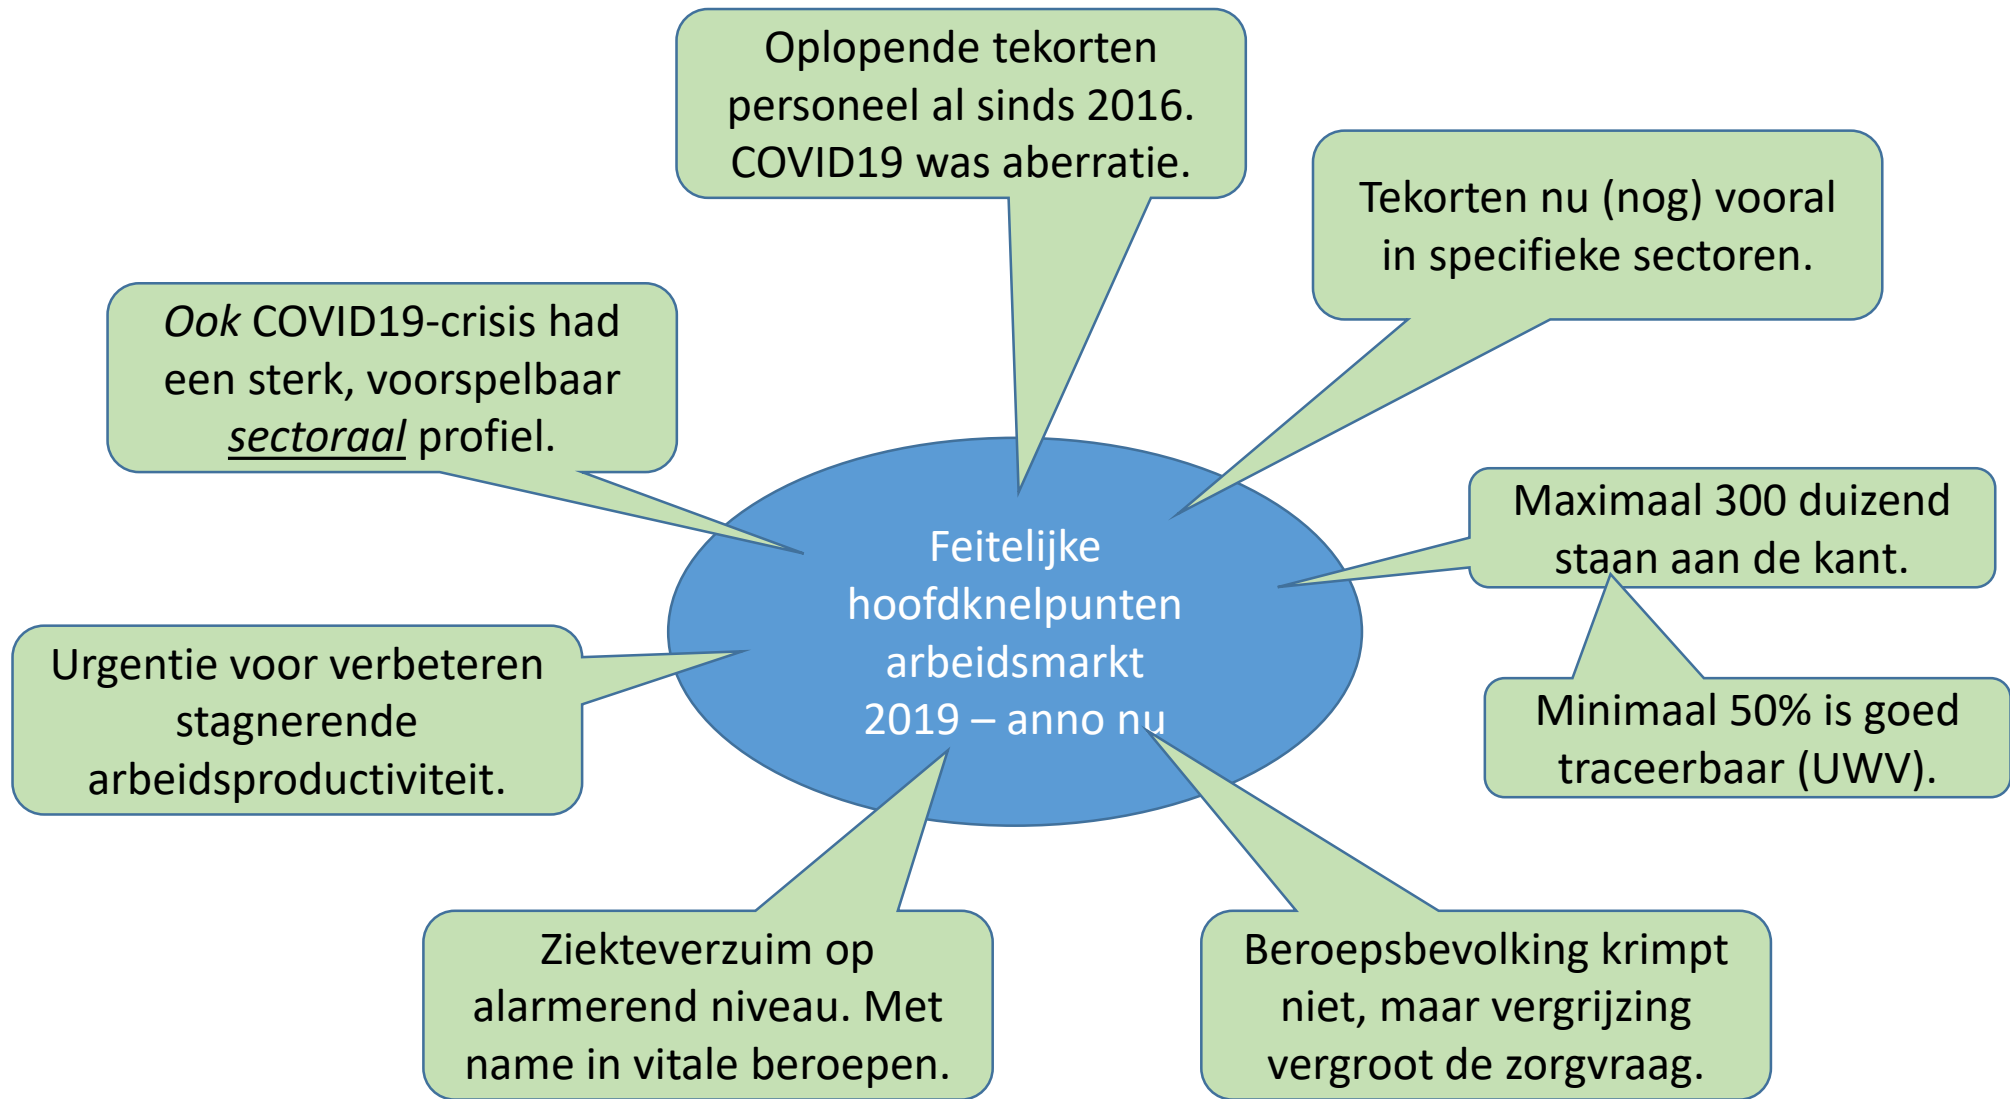 Oplopende tekorten
personeel al sinds 2016.
COVID19 was aberratie.
Tekorten nu (nog) vooral
in specifieke sectoren.
Ook COVID19-crisis had
een sterk, voorspelbaar
sectoraal profiel.
Maximaal 300 duizend
staan aan de kant.
Feitelijke
hoofdknelpunten
arbeidsmarkt
2019 – anno nu
Urgentie voor verbeteren
stagnerende
arbeidsproductiviteit.
Minimaal 50% is goed
traceerbaar (UWV).
Ziekteverzuim op
alarmerend niveau. Met
name in vitale beroepen.
Beroepsbevolking krimpt
niet, maar vergrijzing
vergroot de zorgvraag.